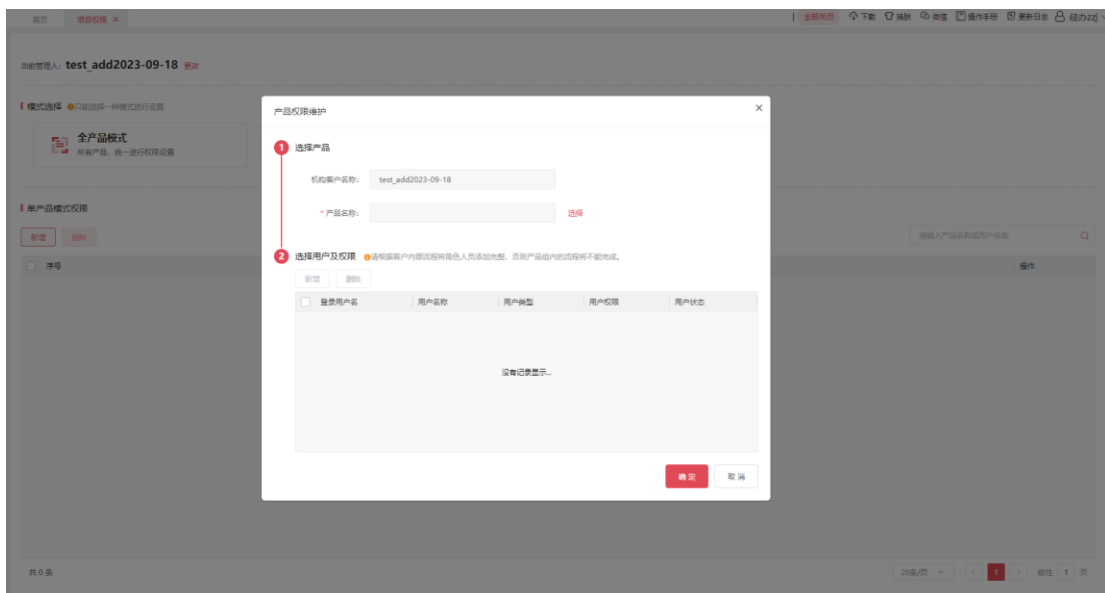 首页 项目权限 × 全部关闭 下载 换肤 微信 操作手册 更新日志 经办zzj
当前管理人: test_add2023-09-18 更改
模式选择 只能选择一种模式进行设置
全产品模式
所有产品，统一进行权限设置
单产品模式权限
新增 删除 请输入产品名称或用户名称
序号 操作
产品权限维护 ×
1 选择产品
机构客户名称: test_add2023-09-18
* 产品名称: 选择
2 选择用户及权限 请根据客户内部流程将角色人员添加完整，否则产品组内的流程将不能完成。
新增 删除
登录用户名 用户名称 用户类型 用户权限 用户状态
没有记录显示...
确定 取消
共 0 条 20条/页 < 1 > 前往 1 页